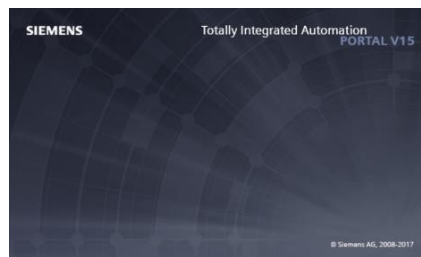 SIEMENS
Totally Integrated Automation
PORTAL V15
© Siemens AG, 2008-2017